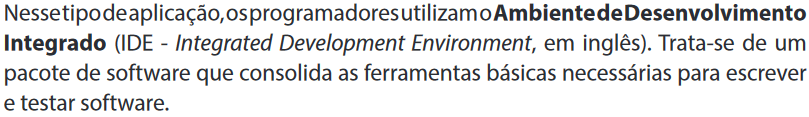 Nesse tipo de aplicação, os programadores utilizam o Ambiente de Desenvolvimento
Integrado (IDE - Integrated Development Environment, em inglês). Trata-se de um
pacote de software que consolida as ferramentas básicas necessárias para escrever
e testar software.